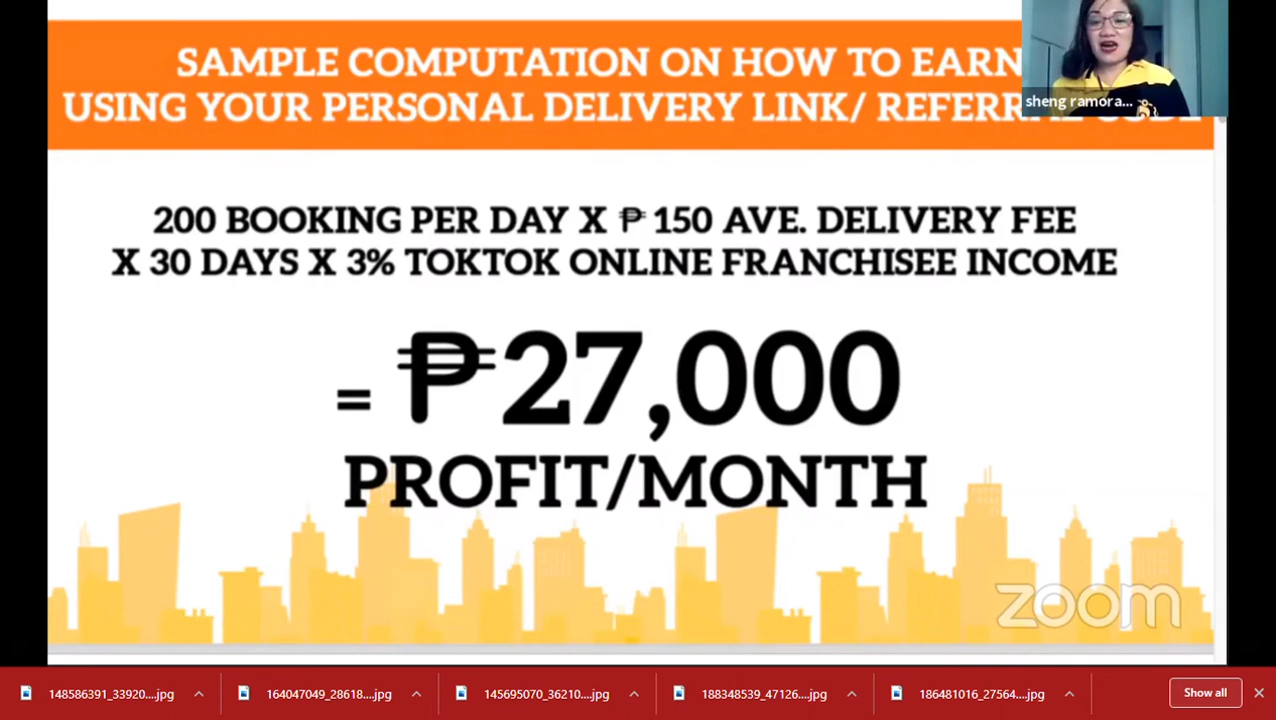 SAMPLE COMPUTATION ON HOW TO EARN
USING YOUR PERSONAL DELIVERY LINK/
sheng ramora...
200 BOOKING PER DAY X ₱ 150 AVE. DELIVERY FEE
X 30 DAYS X 3% TOKTOK ONLINE FRANCHISEE INCOME
= ₱27,000
PROFIT/MONTH
zoom
148586391_33920....jpg
164047049_28618....jpg
145695070_36210....jpg
188348539_47126....jpg
186481016_27564....jpg
Show all